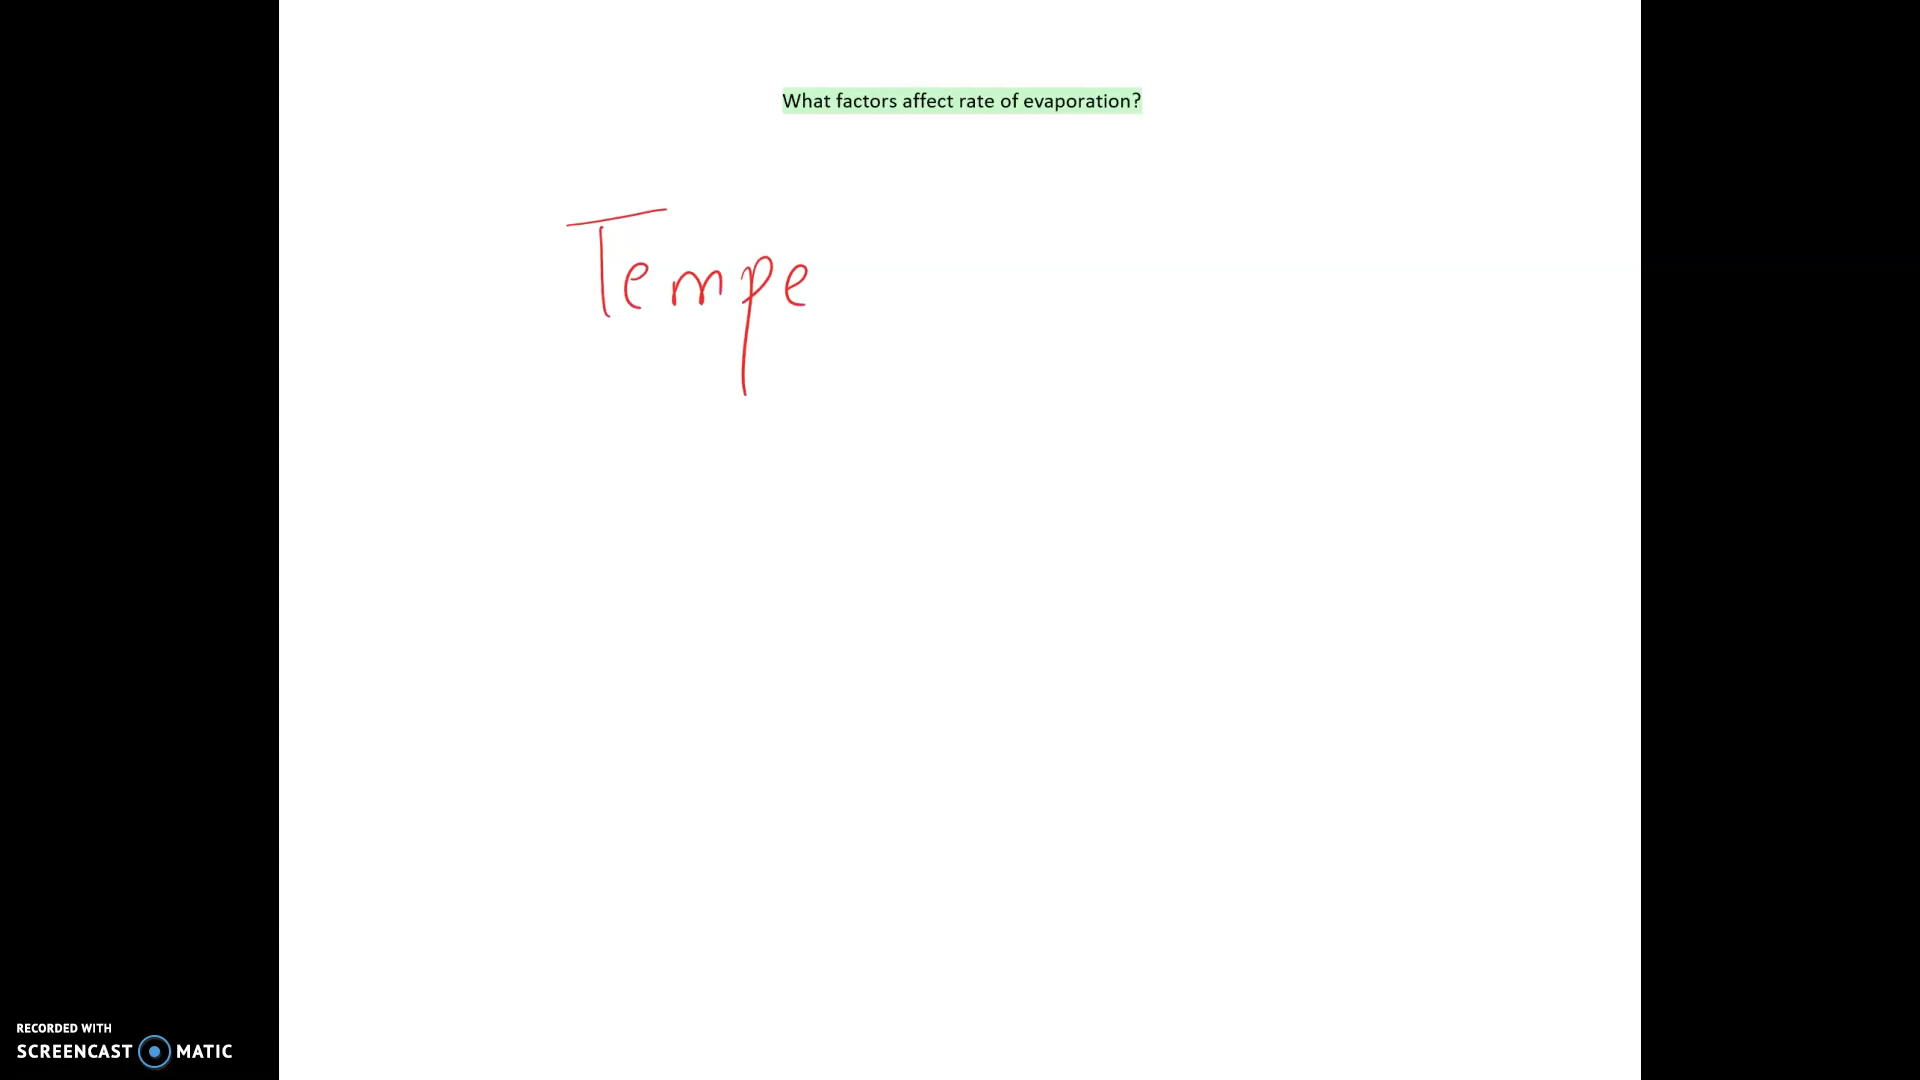 What factors affect rate of evaporation?
Tempe
RECORDED WITH
SCREENCAST MATIC